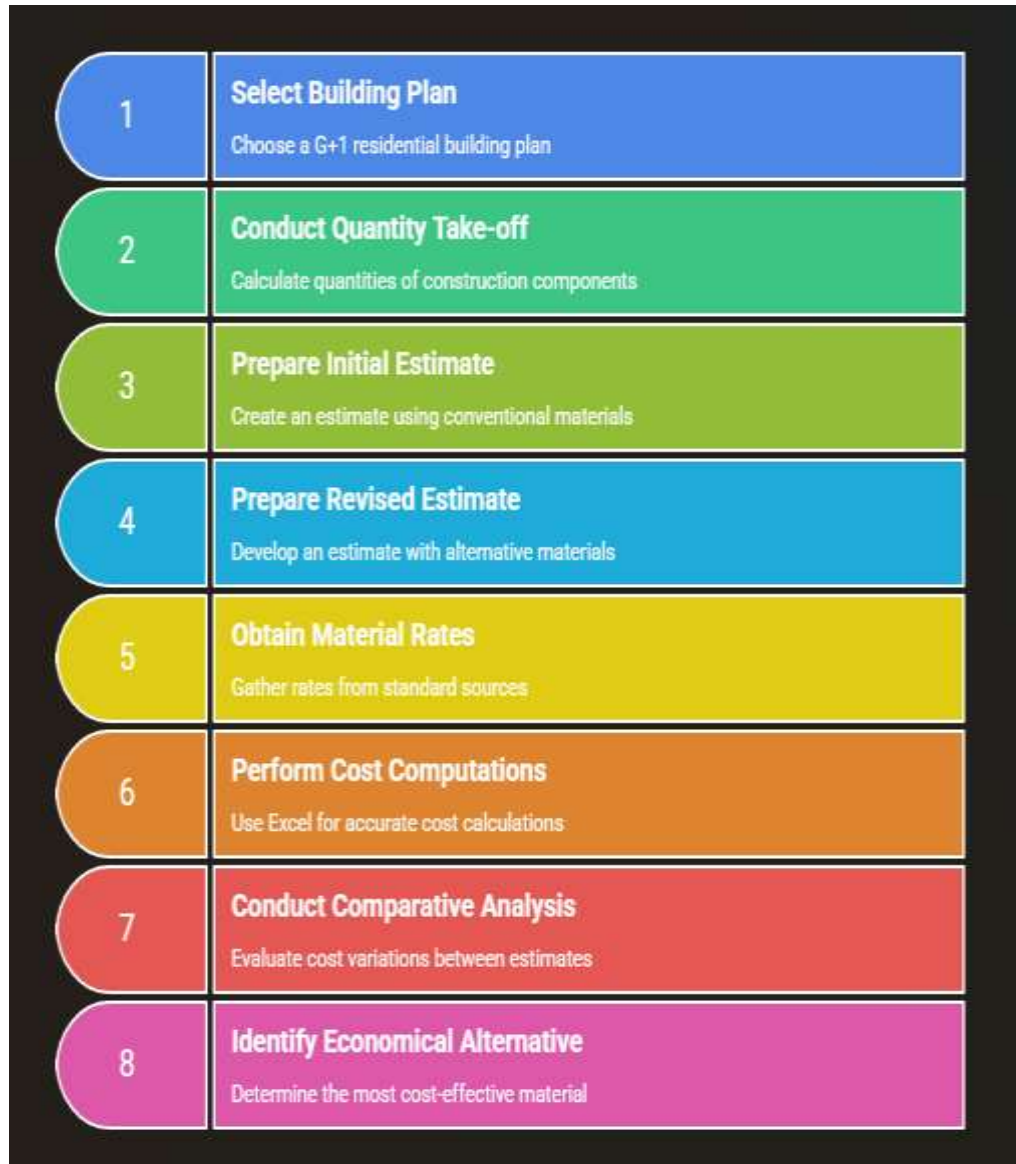 1
Select Building Plan
Choose a G+1 residential building plan
2
Conduct Quantity Take-off
Calculate quantities of construction components
3
Prepare Initial Estimate
Create an estimate using conventional materials
4
Prepare Revised Estimate
Develop an estimate with alternative materials
5
Obtain Material Rates
Gather rates from standard sources
6
Perform Cost Computations
Use Excel for accurate cost calculations
7
Conduct Comparative Analysis
Evaluate cost variations between estimates
8
Identify Economical Alternative
Determine the most cost-effective material